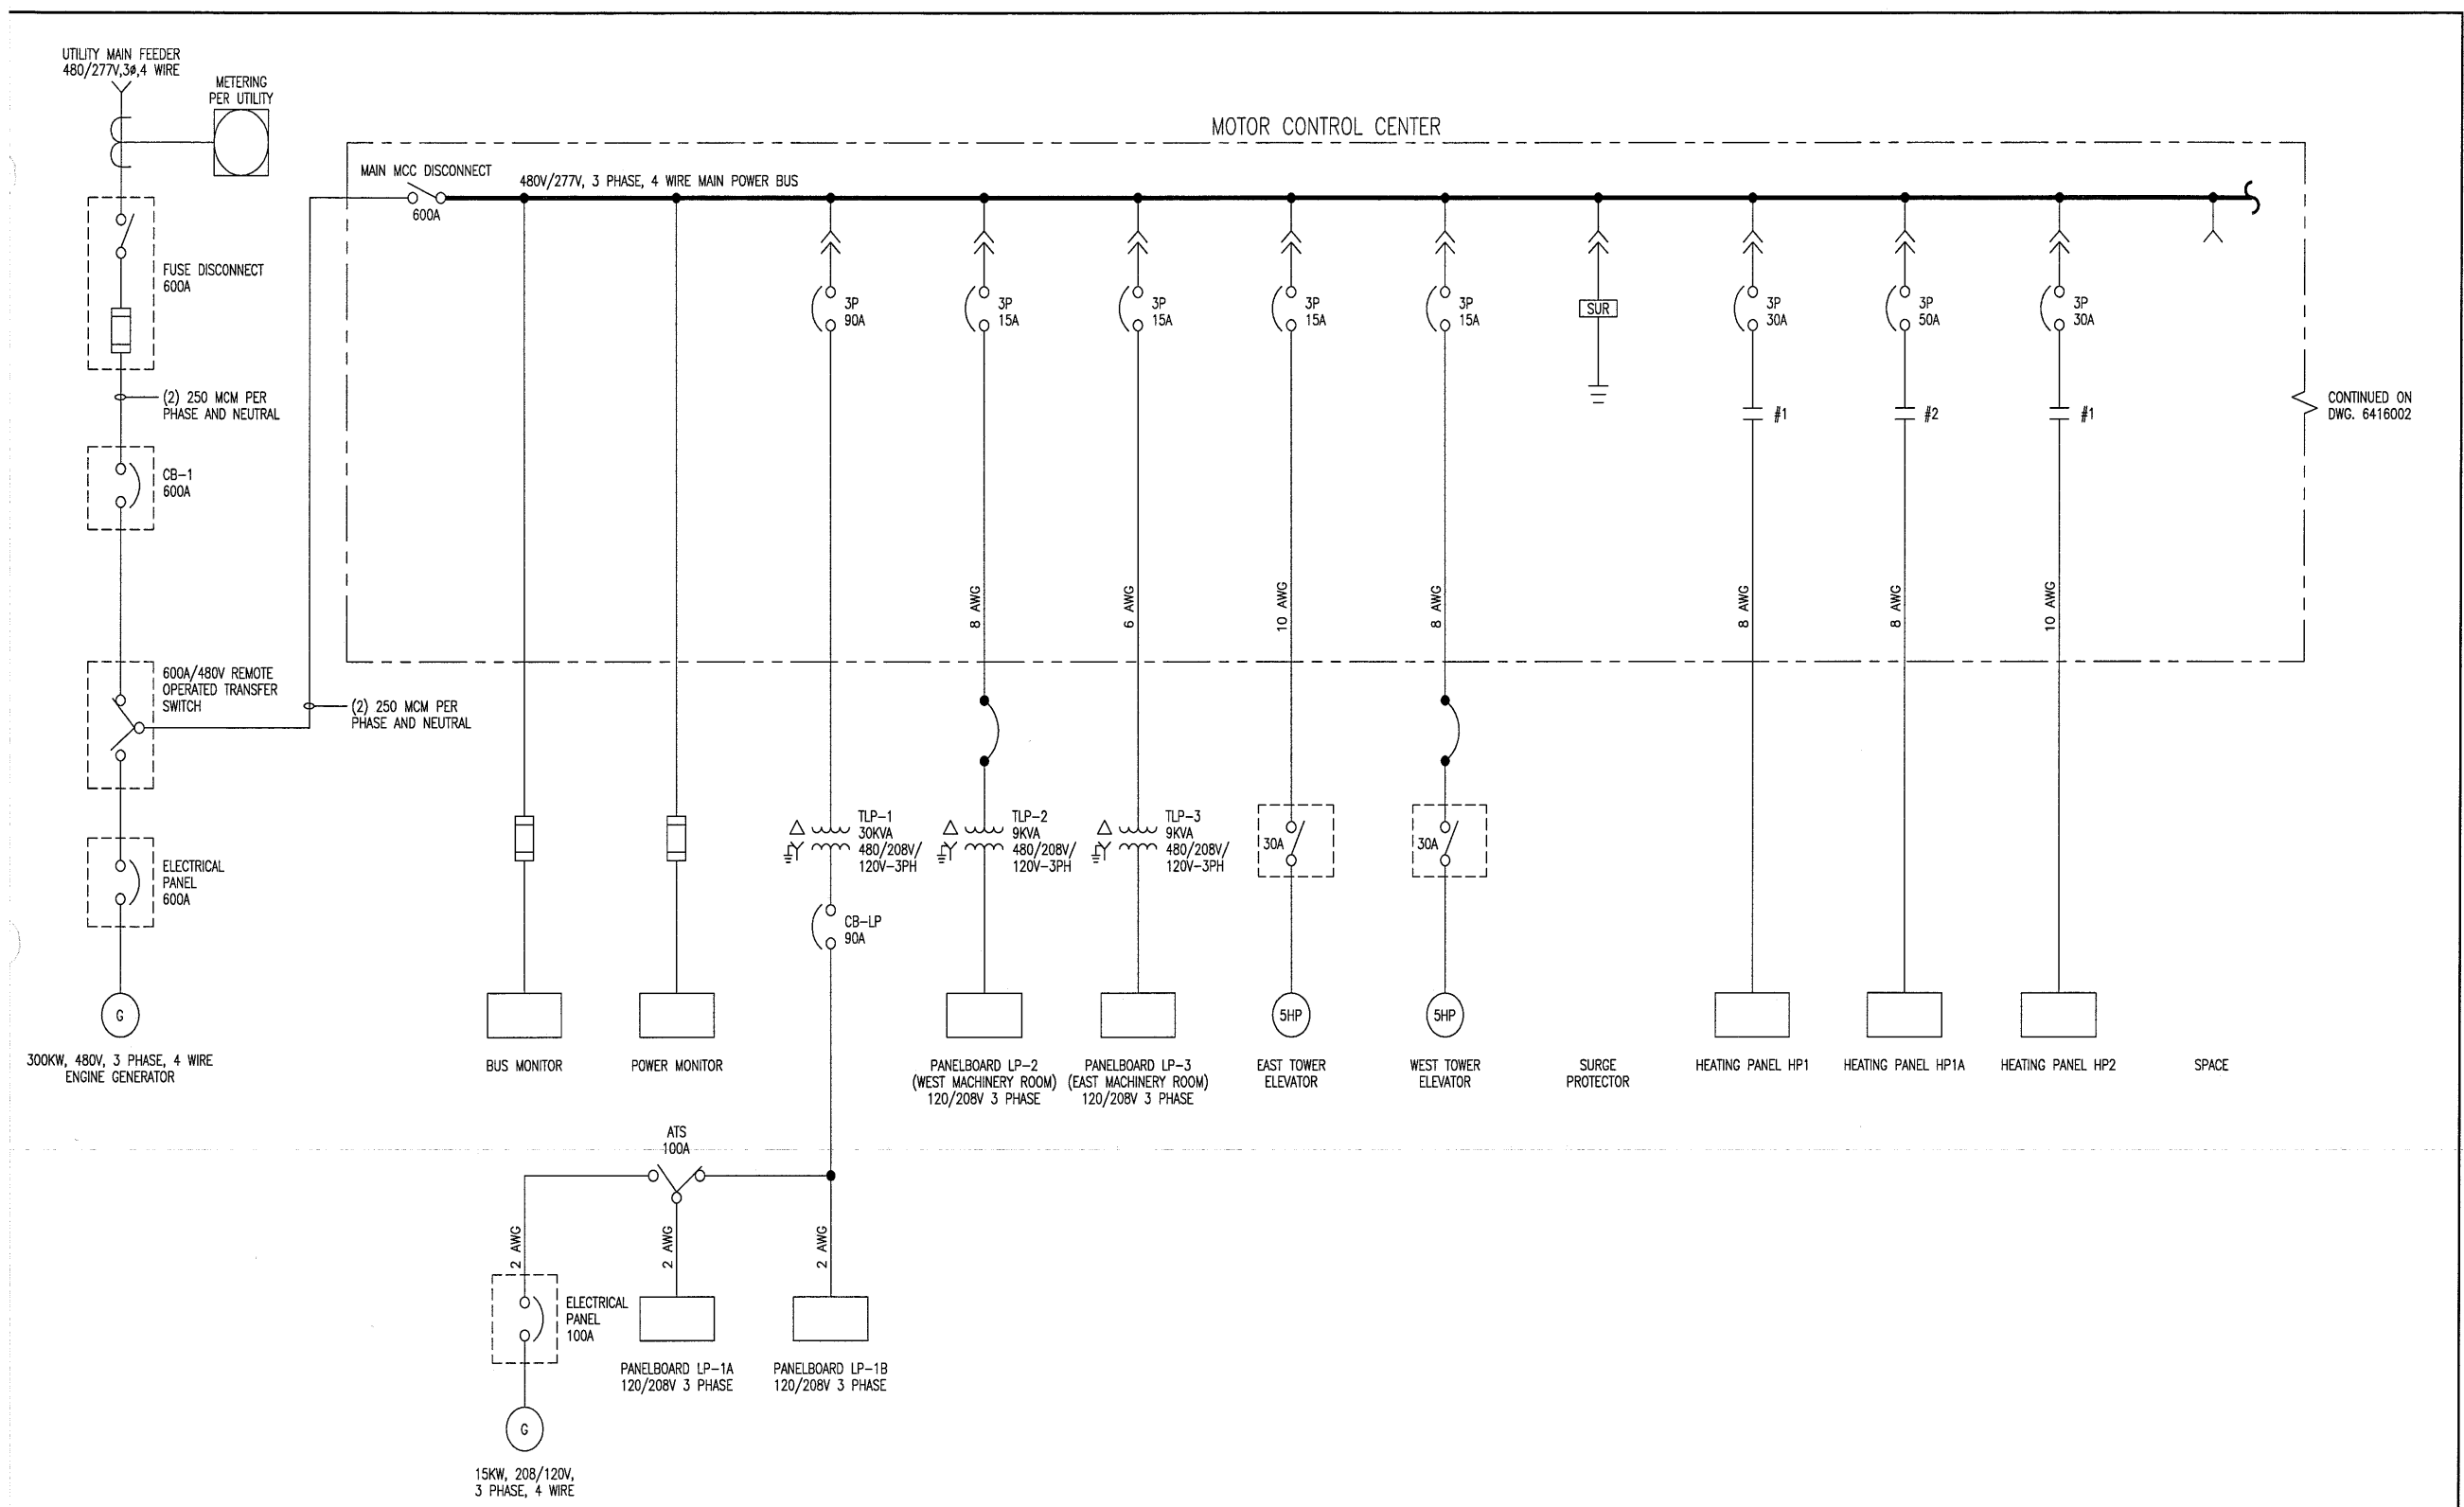 UTILITY MAIN FEEDER
480/277V,3ø,4 WIRE
METERING
PER UTILITY
MOTOR CONTROL CENTER
MAIN MCC DISCONNECT
600A
480V/277V, 3 PHASE, 4 WIRE MAIN POWER BUS
FUSE DISCONNECT
600A
(2) 250 MCM PER
PHASE AND NEUTRAL
CB-1
600A
600A/480V REMOTE
OPERATED TRANSFER
SWITCH
(2) 250 MCM PER
PHASE AND NEUTRAL
ELECTRICAL
PANEL
600A
G
300KW, 480V, 3 PHASE, 4 WIRE
ENGINE GENERATOR
3P
90A
3P
15A
3P
15A
3P
15A
3P
15A
SUR
3P
30A
3P
50A
3P
30A
#1
#2
#1
CONTINUED ON
DWG. 6416002
8 AWG
6 AWG
10 AWG
8 AWG
8 AWG
8 AWG
10 AWG
TLP-1
30KVA
480/208V/
120V-3PH
TLP-2
9KVA
480/208V/
120V-3PH
TLP-3
9KVA
480/208V/
120V-3PH
30A
30A
CB-LP
90A
5HP
5HP
BUS MONITOR
POWER MONITOR
PANELBOARD LP-2
(WEST MACHINERY ROOM)
120/208V 3 PHASE
PANELBOARD LP-3
(EAST MACHINERY ROOM)
120/208V 3 PHASE
EAST TOWER
ELEVATOR
WEST TOWER
ELEVATOR
SURGE
PROTECTOR
HEATING PANEL HP1
HEATING PANEL HP1A
HEATING PANEL HP2
SPACE
ATS
100A
2 AWG
2 AWG
2 AWG
ELECTRICAL
PANEL
100A
PANELBOARD LP-1A
120/208V 3 PHASE
PANELBOARD LP-1B
120/208V 3 PHASE
G
15KW, 208/120V,
3 PHASE, 4 WIRE